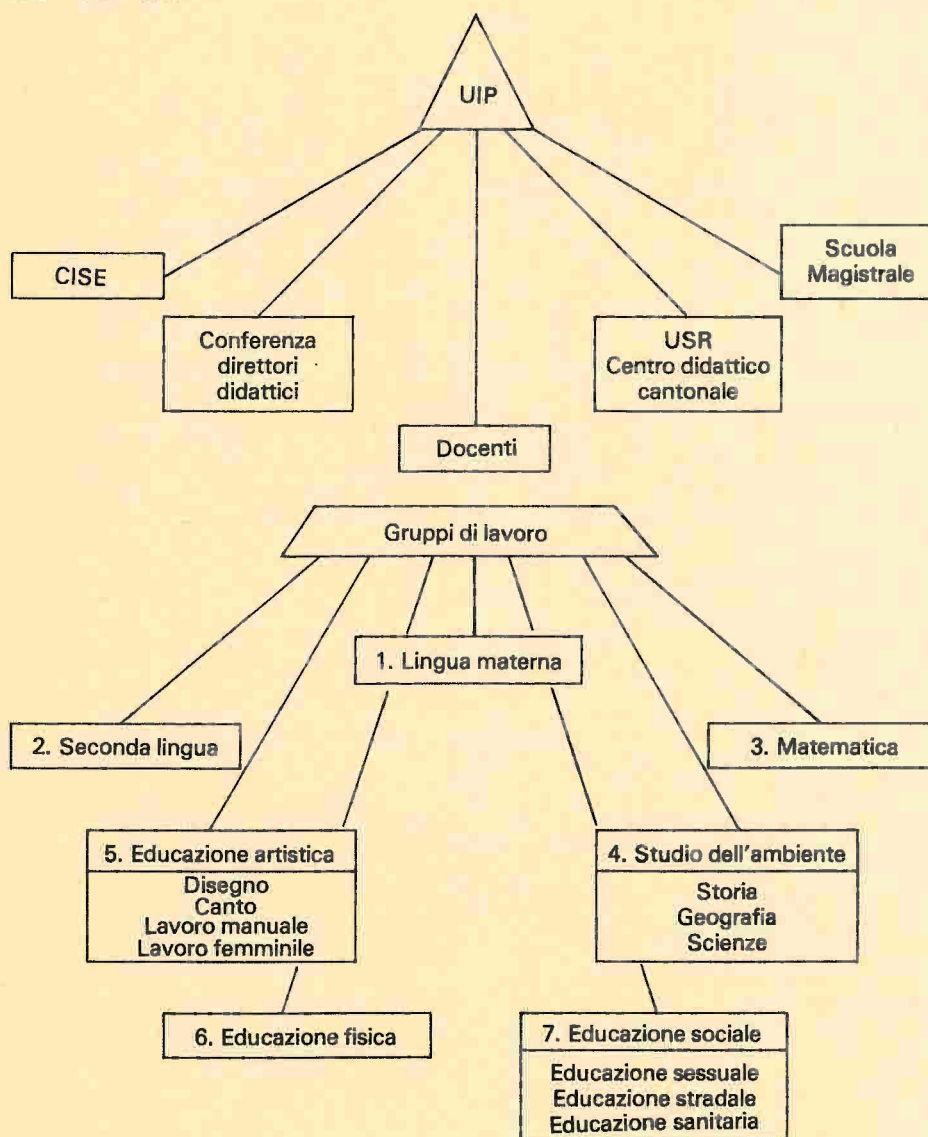 UIP
CISE
Scuola
Magistrale
Conferenza
direttori
didattici
USR
Centro didattico
cantonale
Docenti
Gruppi di lavoro
1. Lingua materna
2. Seconda lingua
3. Matematica
5. Educazione artistica
Disegno
Canto
Lavoro manuale
Lavoro femminile
4. Studio dell'ambiente
Storia
Geografia
Scienze
6. Educazione fisica
7. Educazione sociale
Educazione sessuale
Educazione stradale
Educazione sanitaria